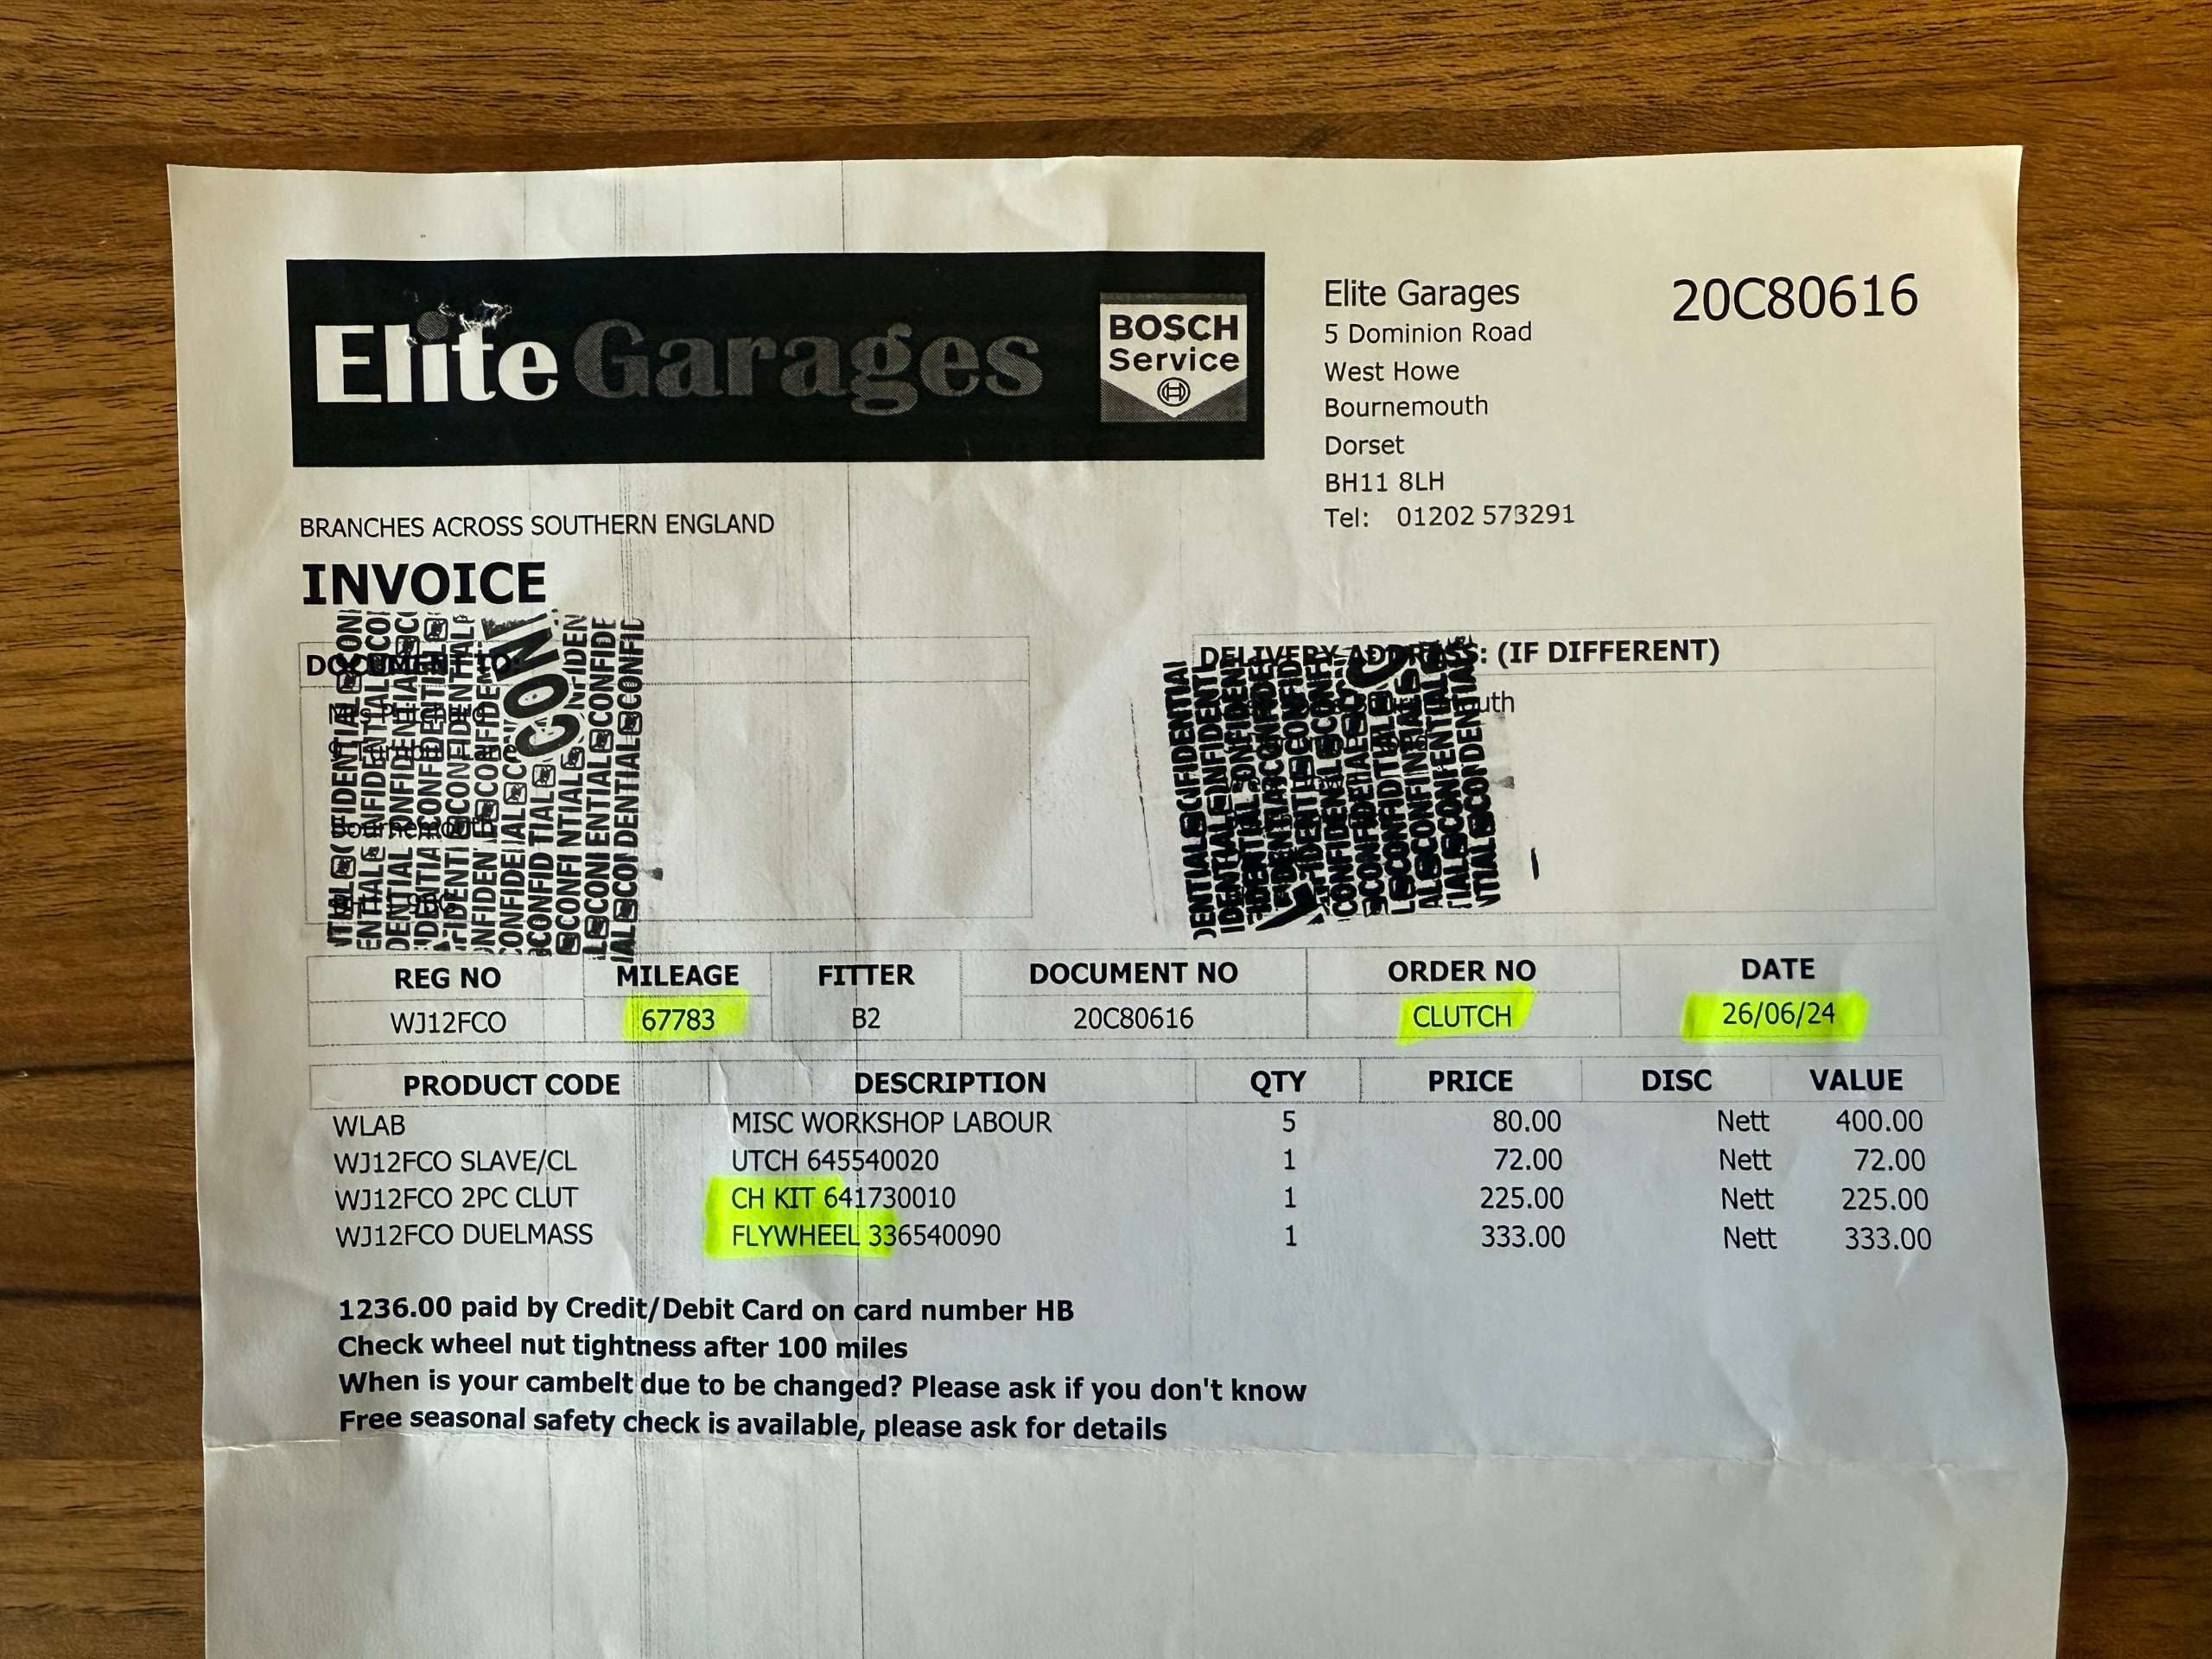 Elite Garages
BOSCH
Service
Elite Garages
5 Dominion Road
West Howe
Bournemouth
Dorset
BH11 8LH
Tel: 01202 573291
20C80616
BRANCHES ACROSS SOUTHERN ENGLAND
INVOICE
DOCUMENT TO:
DELIVERY ADDRESS: (IF DIFFERENT)
REG NO MILEAGE FITTER DOCUMENT NO ORDER NO DATE
WJ12FCO 67783 B2 20C80616 CLUTCH 26/06/24
PRODUCT CODE DESCRIPTION QTY PRICE DISC VALUE
WLAB MISC WORKSHOP LABOUR 5 80.00 Nett 400.00
WJ12FCO SLAVE/CL UTCH 645540020 1 72.00 Nett 72.00
WJ12FCO 2PC CLUT CH KIT 641730010 1 225.00 Nett 225.00
WJ12FCO DUELMASS FLYWHEEL 336540090 1 333.00 Nett 333.00
1236.00 paid by Credit/Debit Card on card number HB
Check wheel nut tightness after 100 miles
When is your cambelt due to be changed? Please ask if you don't know
Free seasonal safety check is available, please ask for details